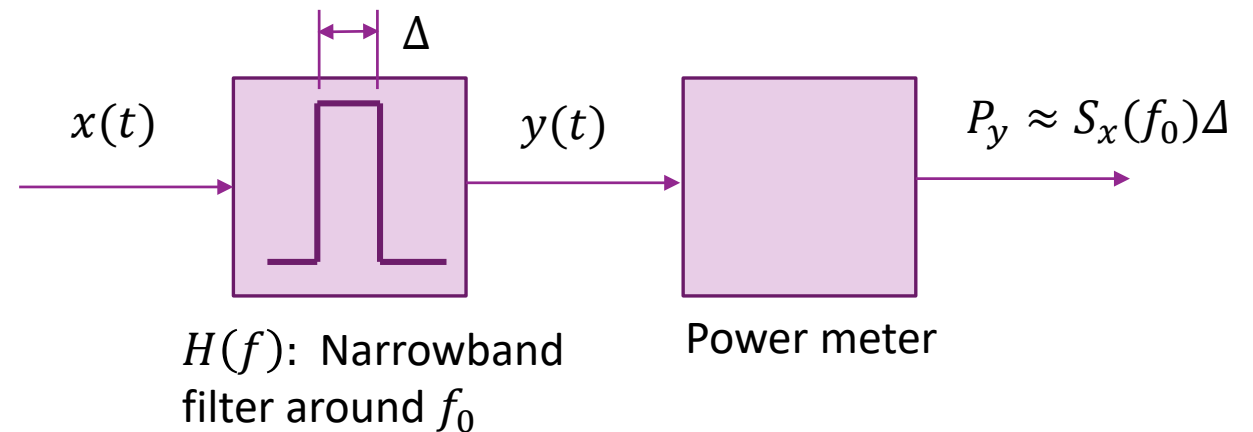 Δ
x(t)
y(t)
P_y ≈ S_x(f_0)Δ
H(f): Narrowband
filter around f_0
Power meter